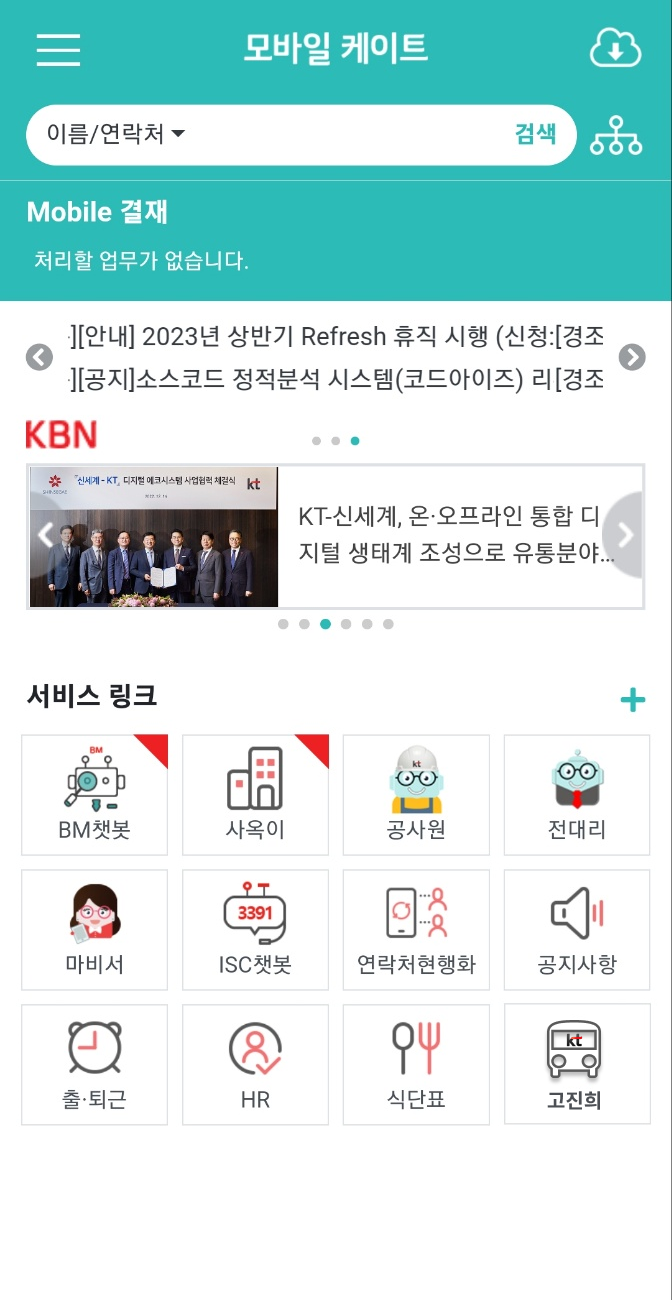 모바일 케이트
이름/연락처
검색
Mobile 결재
처리할 업무가 없습니다.
][안내] 2023년 상반기 Refresh 휴직 시행 (신청:[경조
][공지]소스코드 정적분석 시스템(코드아이즈) 리[경조
KBN
SHINSEGAE
「신세계 - KT」 디지털 에코시스템 사업협력 체결식
kt
KT-신세계, 온·오프라인 통합 디
지털 생태계 조성으로 유통분야...
서비스 링크
BM
BM챗봇
사옥이
kt
공사원
전대리
마비서
3391
ISC챗봇
연락처현행화
공지사항
출·퇴근
HR
식단표
kt
고진희